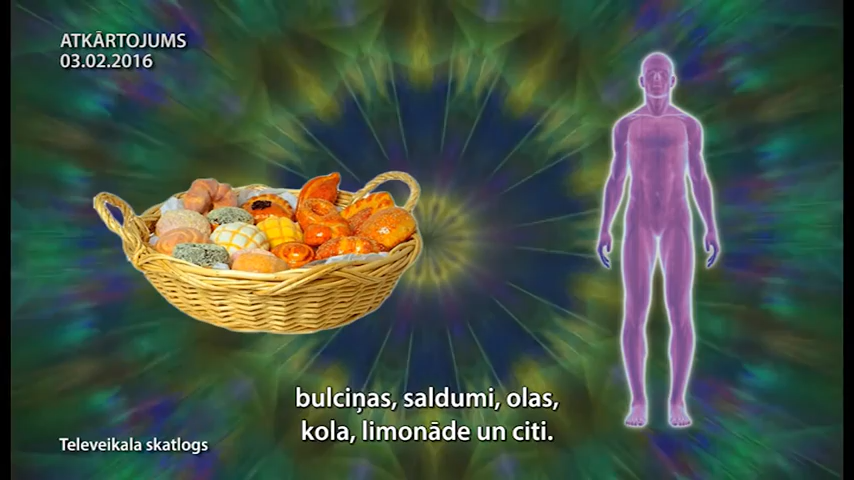 ATKĀRTOJUMS
03.02.2016
bulciņas, saldumi, olas,
kola, limonāde un citi.
Televeikala skatlogs